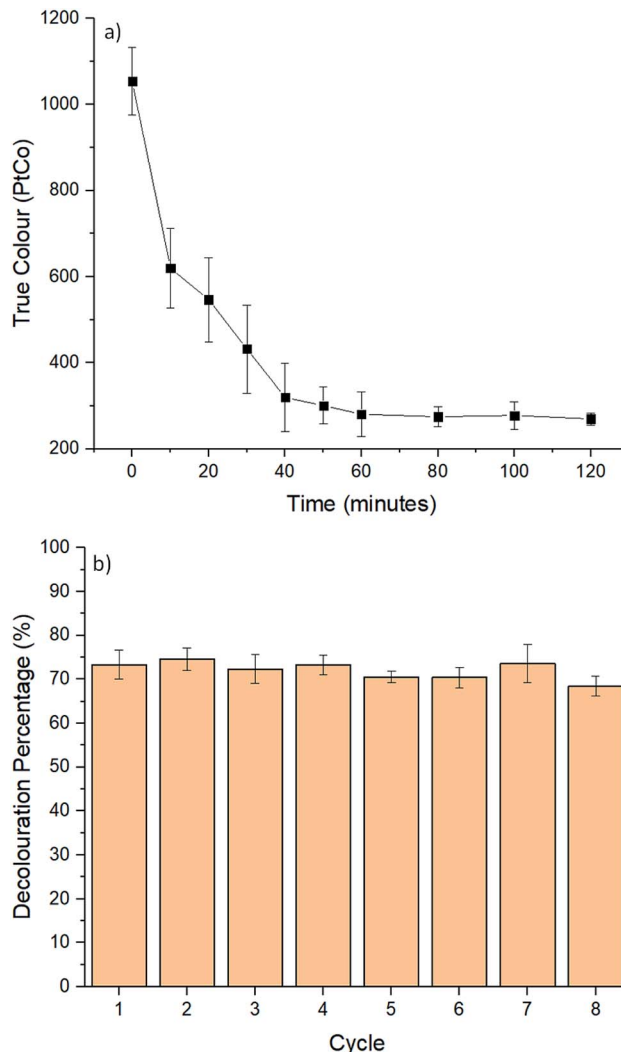 a)
1200
1000
800
600
400
200
True Colour (PtCo)
0 20 40 60 80 100 120
Time (minutes)
b)
100
90
80
70
60
50
40
30
20
10
0
Decolouration Percentage (%)
1 2 3 4 5 6 7 8
Cycle